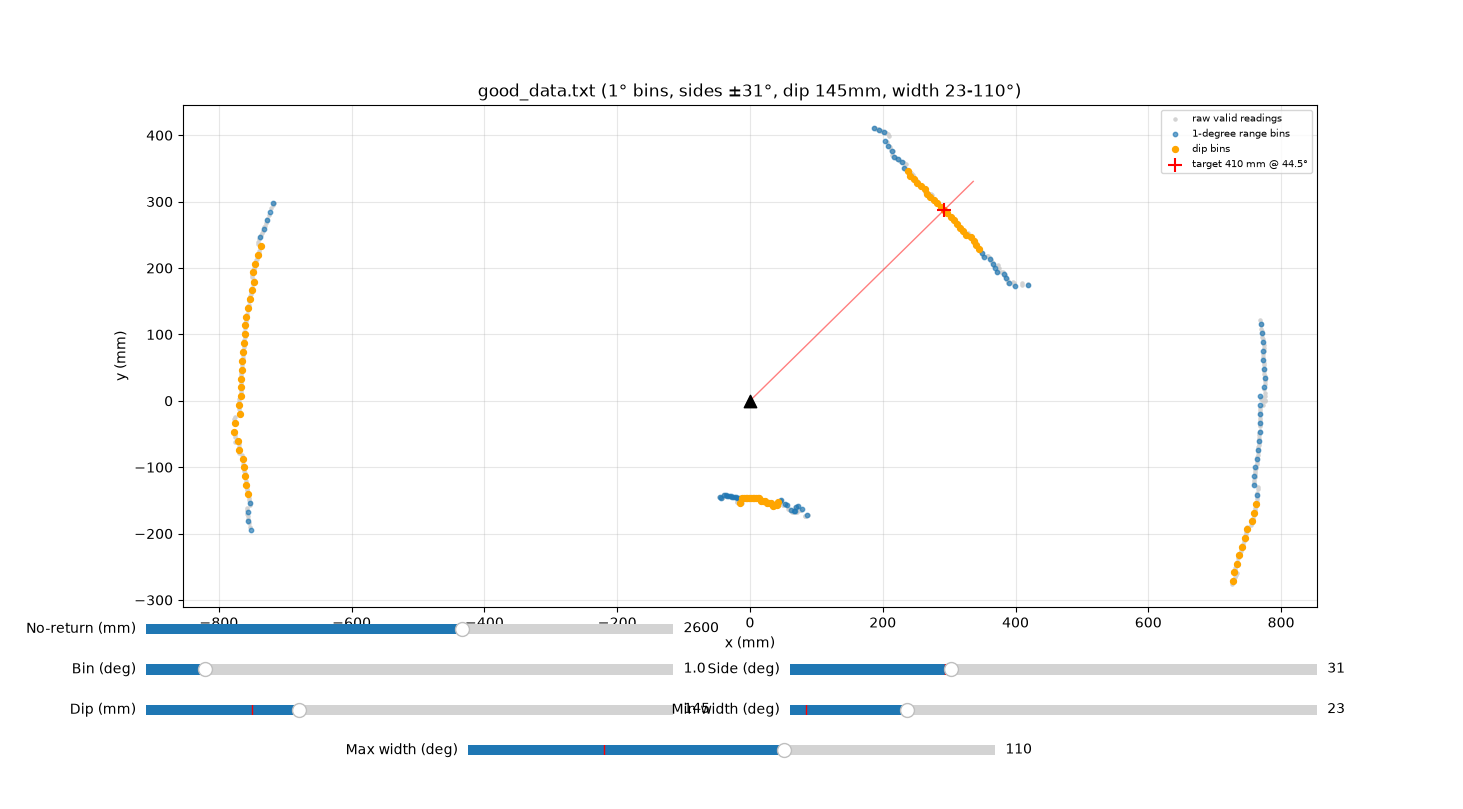 good_data.txt (1° bins, sides ±31°, dip 145mm, width 23-110°)
raw valid readings
1-degree range bins
dip bins
target 410 mm @ 44.5°
400
300
200
100
0
−100
−200
−300
y (mm)
−800 −600 −400 −200 0 200 400 600 800
x (mm)
No-return (mm) 2600
Bin (deg) 1.0 Side (deg) 31
Dip (mm) 145 Min width (deg) 23
Max width (deg) 110